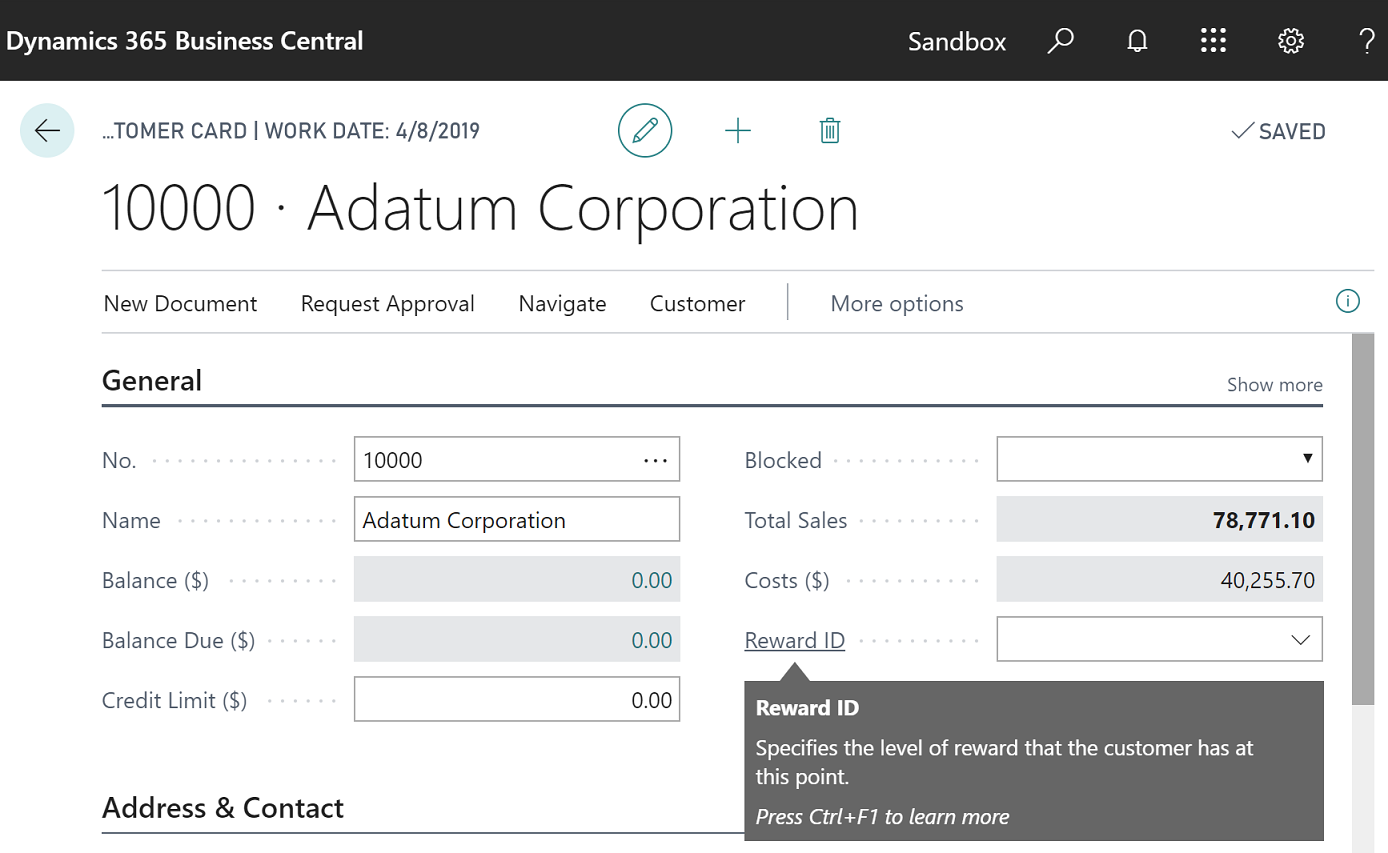 Dynamics 365 Business Central
Sandbox
...TOMER CARD | WORK DATE: 4/8/2019
SAVED
10000 · Adatum Corporation
New Document
Request Approval
Navigate
Customer
More options
General
Show more
No.
10000
Blocked
Name
Adatum Corporation
Total Sales
78,771.10
Balance ($)
0.00
Costs ($)
40,255.70
Balance Due ($)
0.00
Reward ID
Credit Limit ($)
0.00
Reward ID
Specifies the level of reward that the customer has at
this point.
Press Ctrl+F1 to learn more
Address & Contact